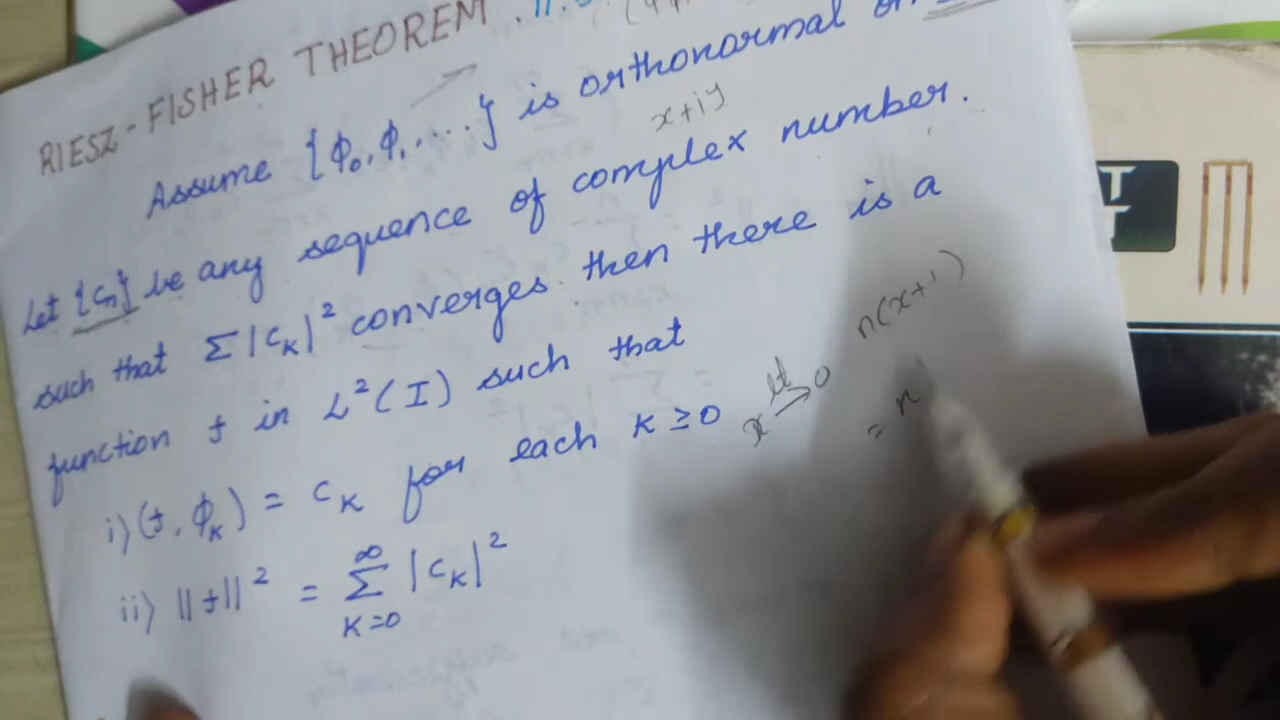 RIESZ-FISHER THEOREM
Assume {ϕ₀, ϕ₁, ....} is orthonormal on
x+iy
Let {cₙ} be any sequence of complex number.
such that Σ|cₖ|² converges. then there is a
function f in L²(I) such that
i) (f, ϕₖ) = cₖ for each K ≥ 0
lt
x → 0 n(x+1)
= n
ii) ||f||² = Σ_{K=0}^{∞} |cₖ|²
T
T